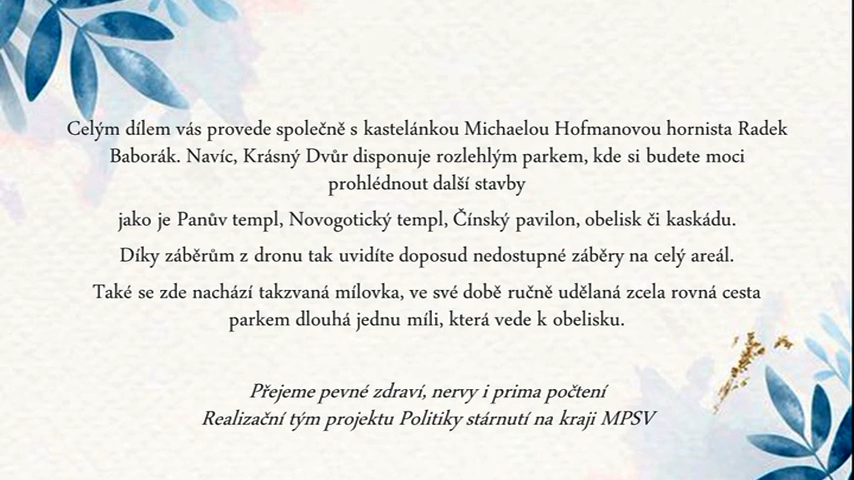 Celým dílem vás provede společně s kastelánkou Michaelou Hofmanovou hornista Radek
Baborák. Navíc, Krásný Dvůr disponuje rozlehlým parkem, kde si budete moci
prohlédnout další stavby
jako je Panův templ, Novogotický templ, Čínský pavilon, obelisk či kaskádu.
Díky záběrům z dronu tak uvidíte doposud nedostupné záběry na celý areál.
Také se zde nachází takzvaná mílovka, ve své době ručně udělaná zcela rovná cesta
parkem dlouhá jednu míli, která vede k obelisku.
Přejeme pevné zdraví, nervy i prima počtení
Realizační tým projektu Politiky stárnutí na kraji MPSV